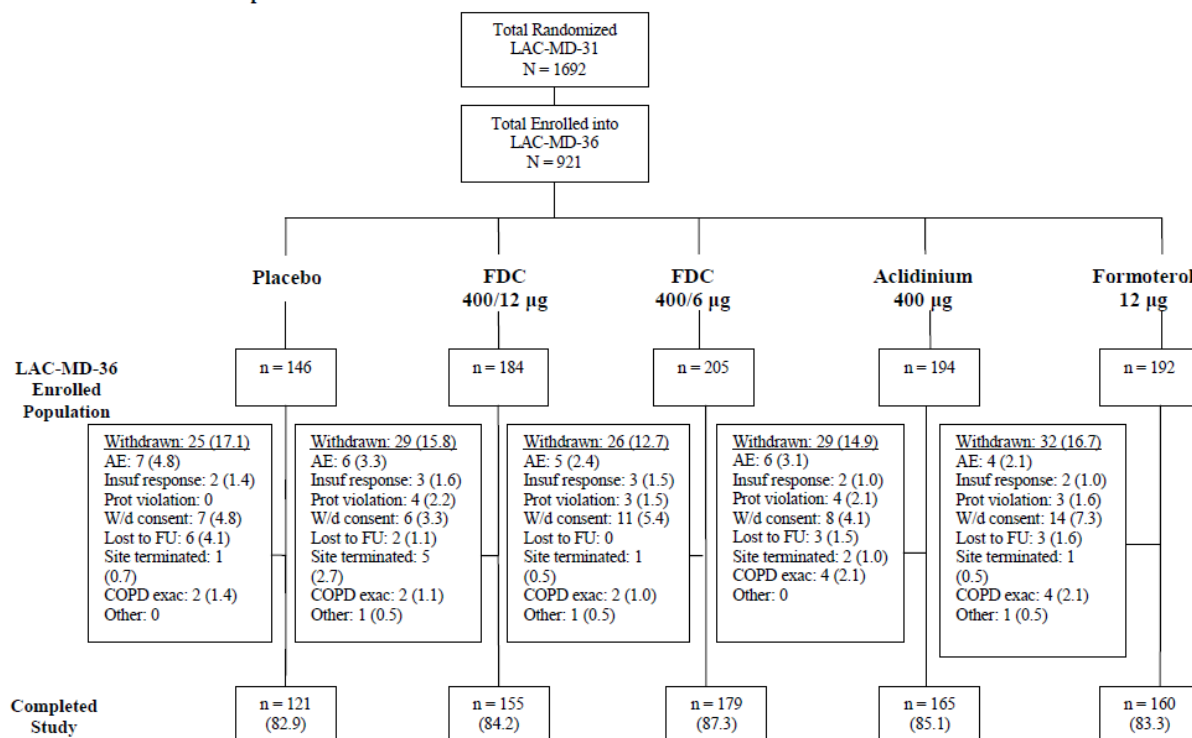 Total Randomized
LAC-MD-31
N = 1692
Total Enrolled into
LAC-MD-36
N = 921
Placebo
FDC
400/12 µg
FDC
400/6 µg
Aclidinium
400 µg
Formoterol
12 µg
LAC-MD-36
Enrolled
Population
n = 146
n = 184
n = 205
n = 194
n = 192
Withdrawn: 25 (17.1)
AE: 7 (4.8)
Insuf response: 2 (1.4)
Prot violation: 0
W/d consent: 7 (4.8)
Lost to FU: 6 (4.1)
Site terminated: 1
(0.7)
COPD exac: 2 (1.4)
Other: 0
Withdrawn: 29 (15.8)
AE: 6 (3.3)
Insuf response: 3 (1.6)
Prot violation: 4 (2.2)
W/d consent: 6 (3.3)
Lost to FU: 2 (1.1)
Site terminated: 5
(2.7)
COPD exac: 2 (1.1)
Other: 1 (0.5)
Withdrawn: 26 (12.7)
AE: 5 (2.4)
Insuf response: 3 (1.5)
Prot violation: 3 (1.5)
W/d consent: 11 (5.4)
Lost to FU: 0
Site terminated: 1
(0.5)
COPD exac: 2 (1.0)
Other: 1 (0.5)
Withdrawn: 29 (14.9)
AE: 6 (3.1)
Insuf response: 2 (1.0)
Prot violation: 4 (2.1)
W/d consent: 8 (4.1)
Lost to FU: 3 (1.5)
Site terminated: 2 (1.0)
COPD exac: 4 (2.1)
Other: 0
Withdrawn: 32 (16.7)
AE: 4 (2.1)
Insuf response: 2 (1.0)
Prot violation: 3 (1.6)
W/d consent: 14 (7.3)
Lost to FU: 3 (1.6)
Site terminated: 1
(0.5)
COPD exac: 4 (2.1)
Other: 1 (0.5)
Completed
Study
n = 121
(82.9)
n = 155
(84.2)
n = 179
(87.3)
n = 165
(85.1)
n = 160
(83.3)